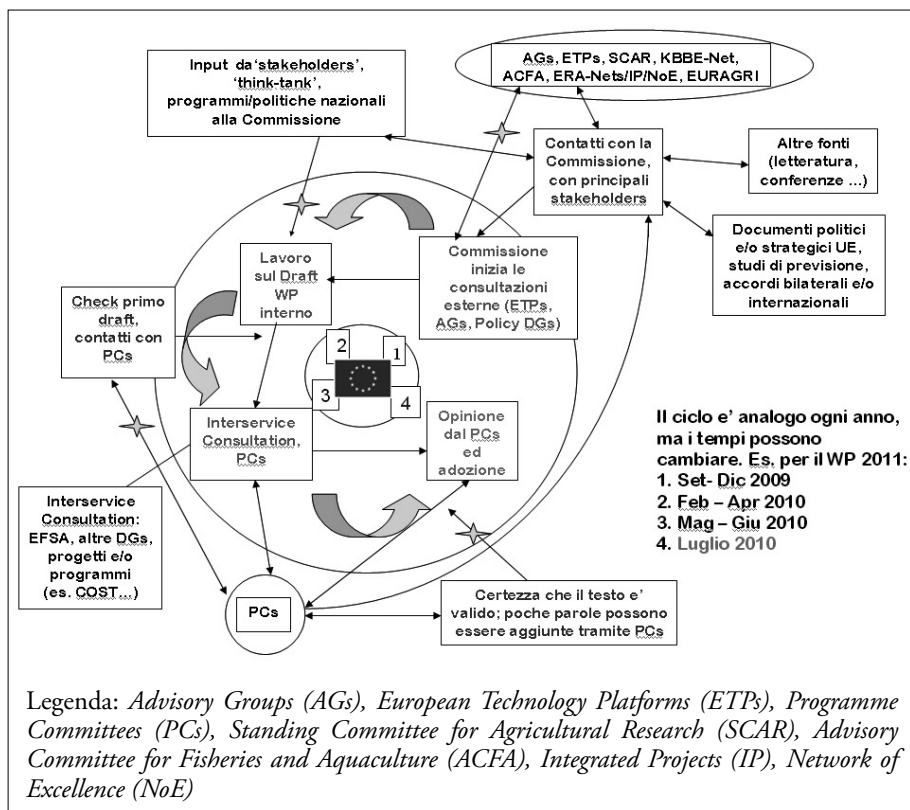 Input da‘stakeholders’,
‘think-tank’,
programmi/politiche nazionali
alla Commissione
AGs, ETPs, SCAR, KBBE-Net,
ACFA, ERA-Nets/IP/NoE, EURAGRI
Contatti con la
Commissione,
con principali
stakeholders
Altre fonti
(letteratura,
conferenze ...)
Documenti politici
e/o strategici UE,
studi di previsione,
accordi bilaterali e/o
internazionali
Lavoro
sul Draft
WP
interno
Commissione
inizia le
consultazioni
esterne (ETPs,
AGs, Policy DGs)
Check primo
draft,
contatti con
PCs
2
1
3
4
Interservice
Consultation,
PCs
Opinione
dal PCs
ed
adozione
Il ciclo e’ analogo ogni anno,
ma i tempi possono
cambiare. Es, per il WP 2011:
1. Set- Dic 2009
2. Feb – Apr 2010
3. Mag – Giu 2010
4. Luglio 2010
Interservice
Consultation:
EFSA, altre DGs,
progetti e/o
programmi
(es. COST...)
PCs
Certezza che il testo e’
valido; poche parole possono
essere aggiunte tramite PCs
Legenda: Advisory Groups (AGs), European Technology Platforms (ETPs), Programme
Committees (PCs), Standing Committee for Agricultural Research (SCAR), Advisory
Committee for Fisheries and Aquaculture (ACFA), Integrated Projects (IP), Network of
Excellence (NoE)